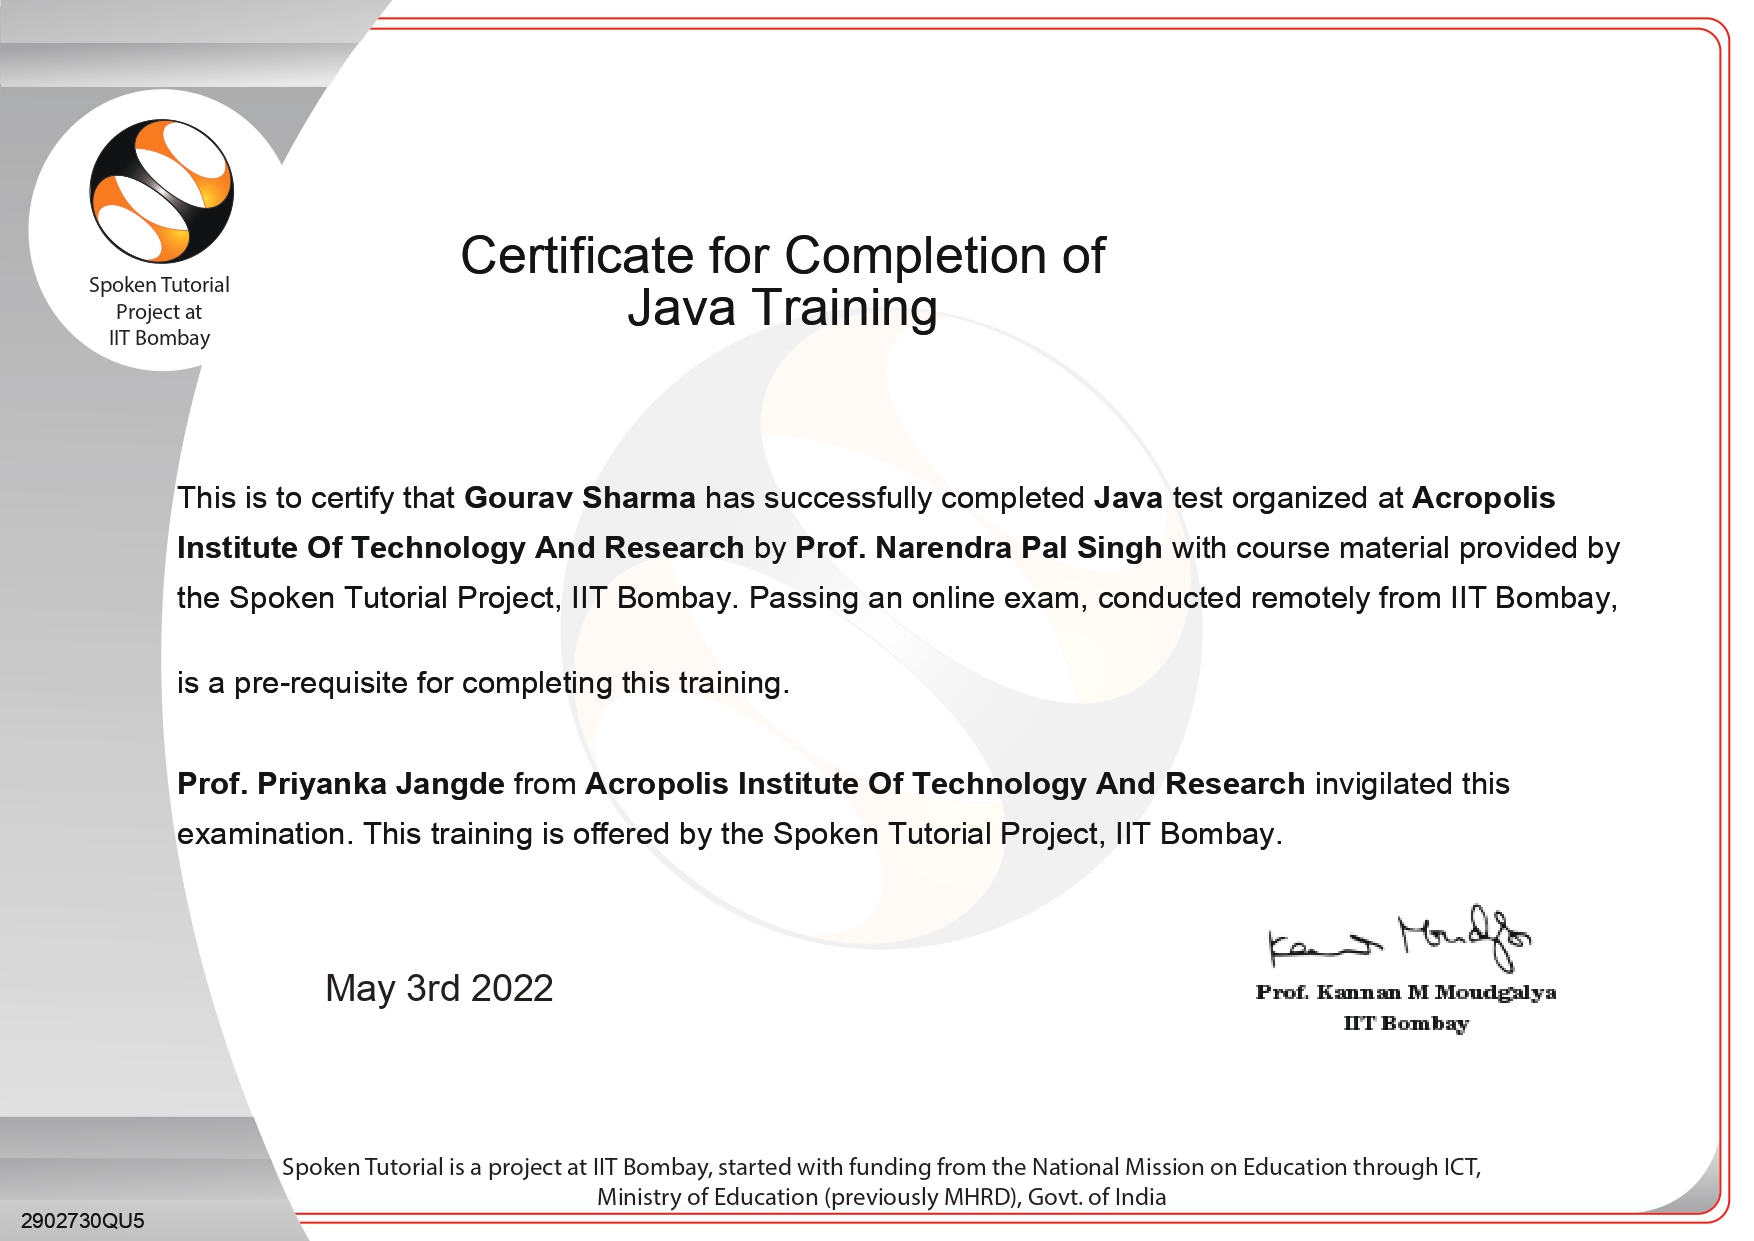 Spoken Tutorial
Project at
IIT Bombay
Certificate for Completion of
Java Training
This is to certify that Gourav Sharma has successfully completed Java test organized at Acropolis
Institute Of Technology And Research by Prof. Narendra Pal Singh with course material provided by
the Spoken Tutorial Project, IIT Bombay. Passing an online exam, conducted remotely from IIT Bombay,
is a pre-requisite for completing this training.
Prof. Priyanka Jangde from Acropolis Institute Of Technology And Research invigilated this
examination. This training is offered by the Spoken Tutorial Project, IIT Bombay.
May 3rd 2022
Prof. Kannan M Moudgalya
IIT Bombay
Spoken Tutorial is a project at IIT Bombay, started with funding from the National Mission on Education through ICT,
Ministry of Education (previously MHRD), Govt. of India
2902730QU5